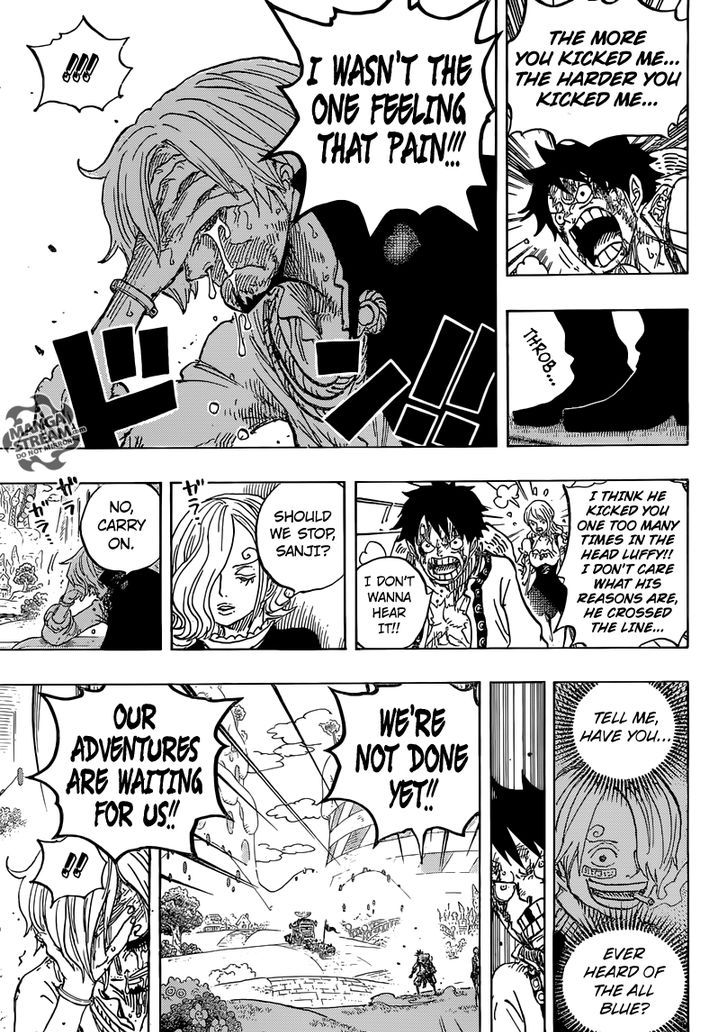 THE MORE
YOU KICKED ME...
THE HARDER YOU
KICKED ME...
I WASN'T THE
ONE FEELING
THAT PAIN!!!
!!!
ド
ン!!
THROB...
MANGA
STREAM.com
DO NOT MIRROR
I THINK HE
KICKED YOU
ONE TOO MANY
TIMES IN THE
HEAD LUFFY!!
I DON'T CARE
WHAT HIS
REASONS ARE,
HE CROSSED
THE LINE...
I DON'T
WANNA
HEAR
IT!!
SHOULD
WE STOP,
SANJI?
NO,
CARRY
ON.
TELL ME,
HAVE YOU...
EVER
HEARD OF THE
ALL BLUE?
WE'RE
NOT DONE
YET!!
OUR
ADVENTURES
ARE WAITING
FOR US!!
!!